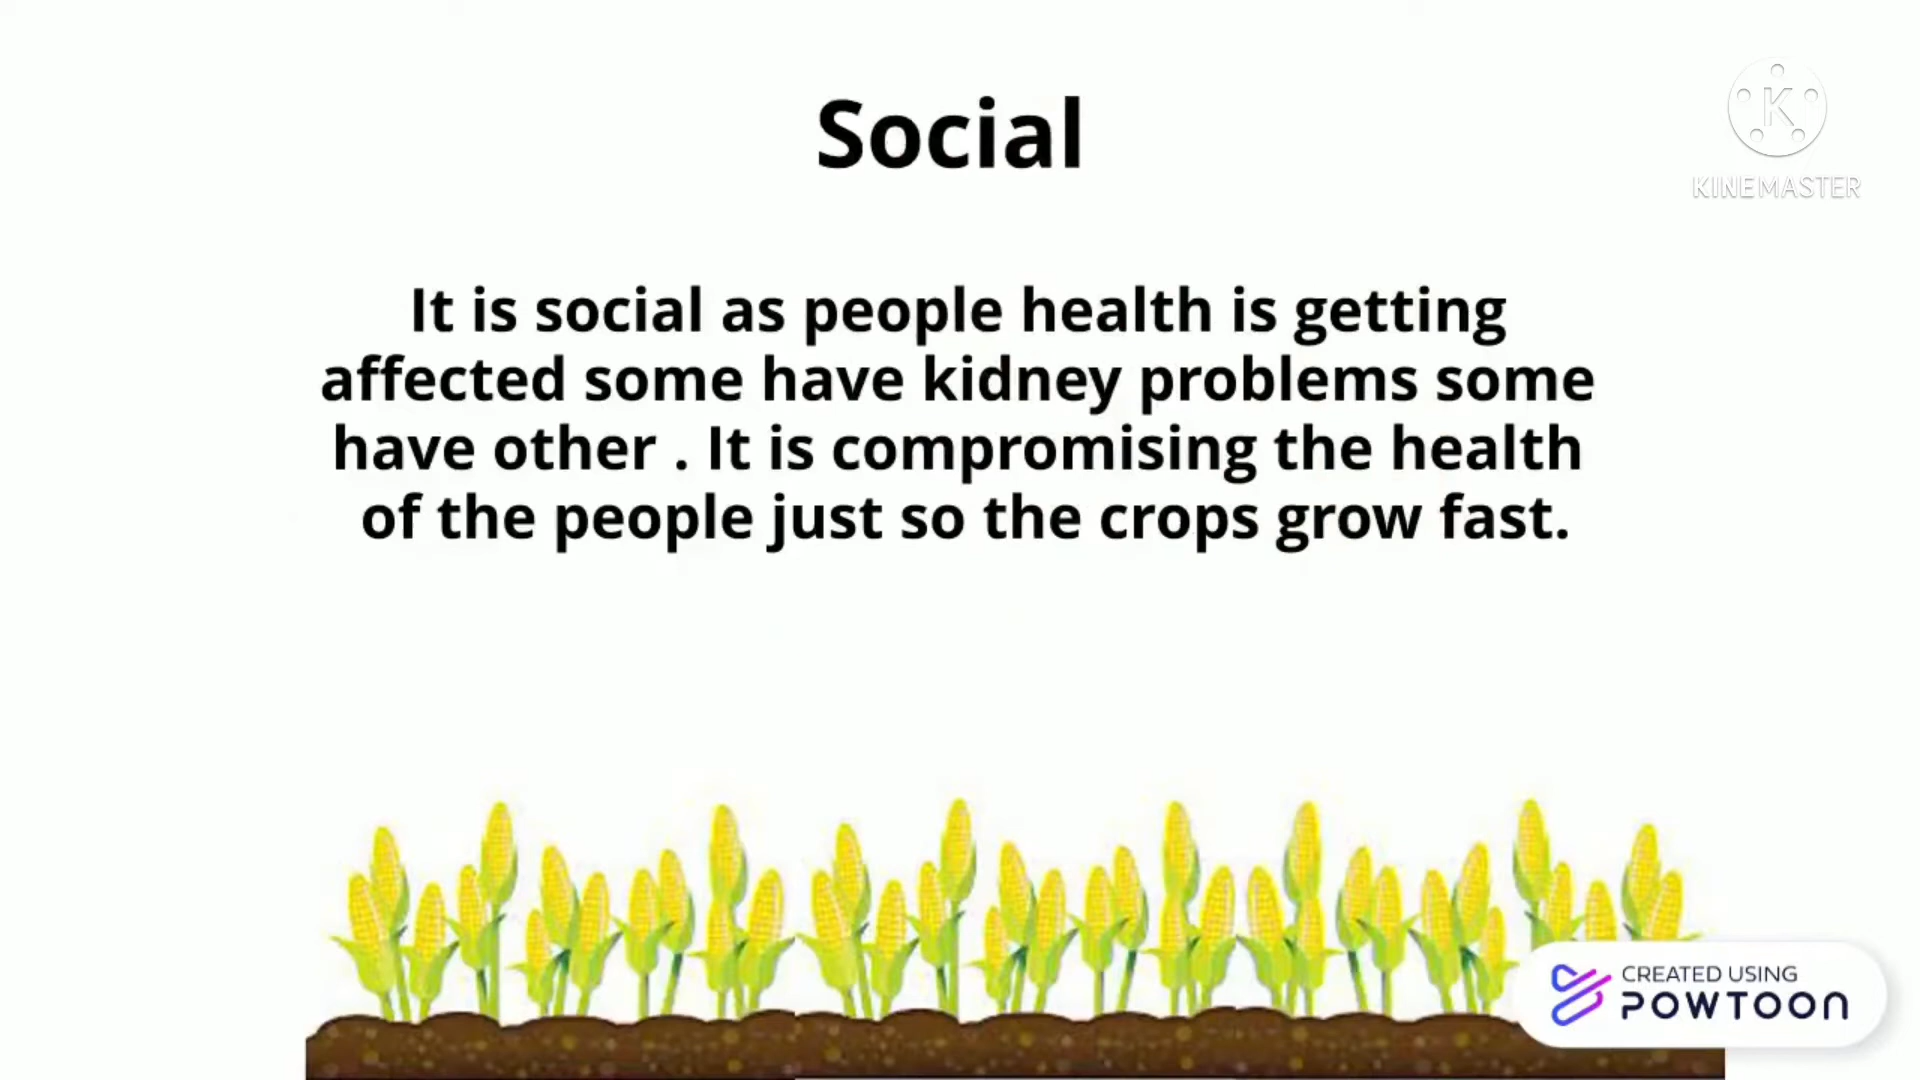 Social
K
KINEMASTER
It is social as people health is getting
affected some have kidney problems some
have other . It is compromising the health
of the people just so the crops grow fast.
CREATED USING
POWTOON